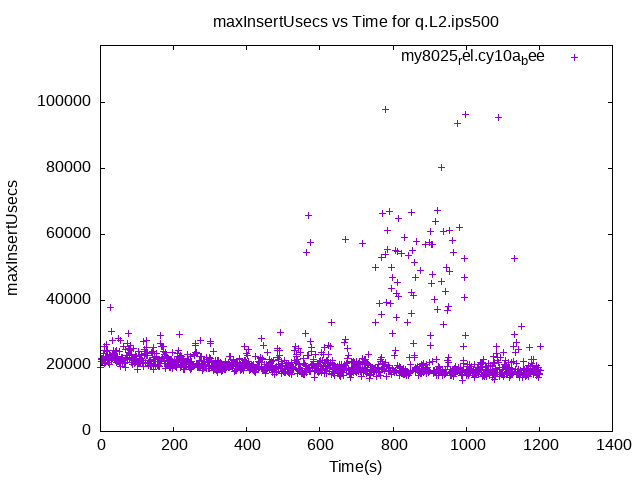 maxInsertUsecs vs Time for q.L2.ips500
my8025rel.cy10abee
100000
80000
60000
40000
20000
0
maxInsertUsecs
0 200 400 600 800 1000 1200 1400
Time(s)